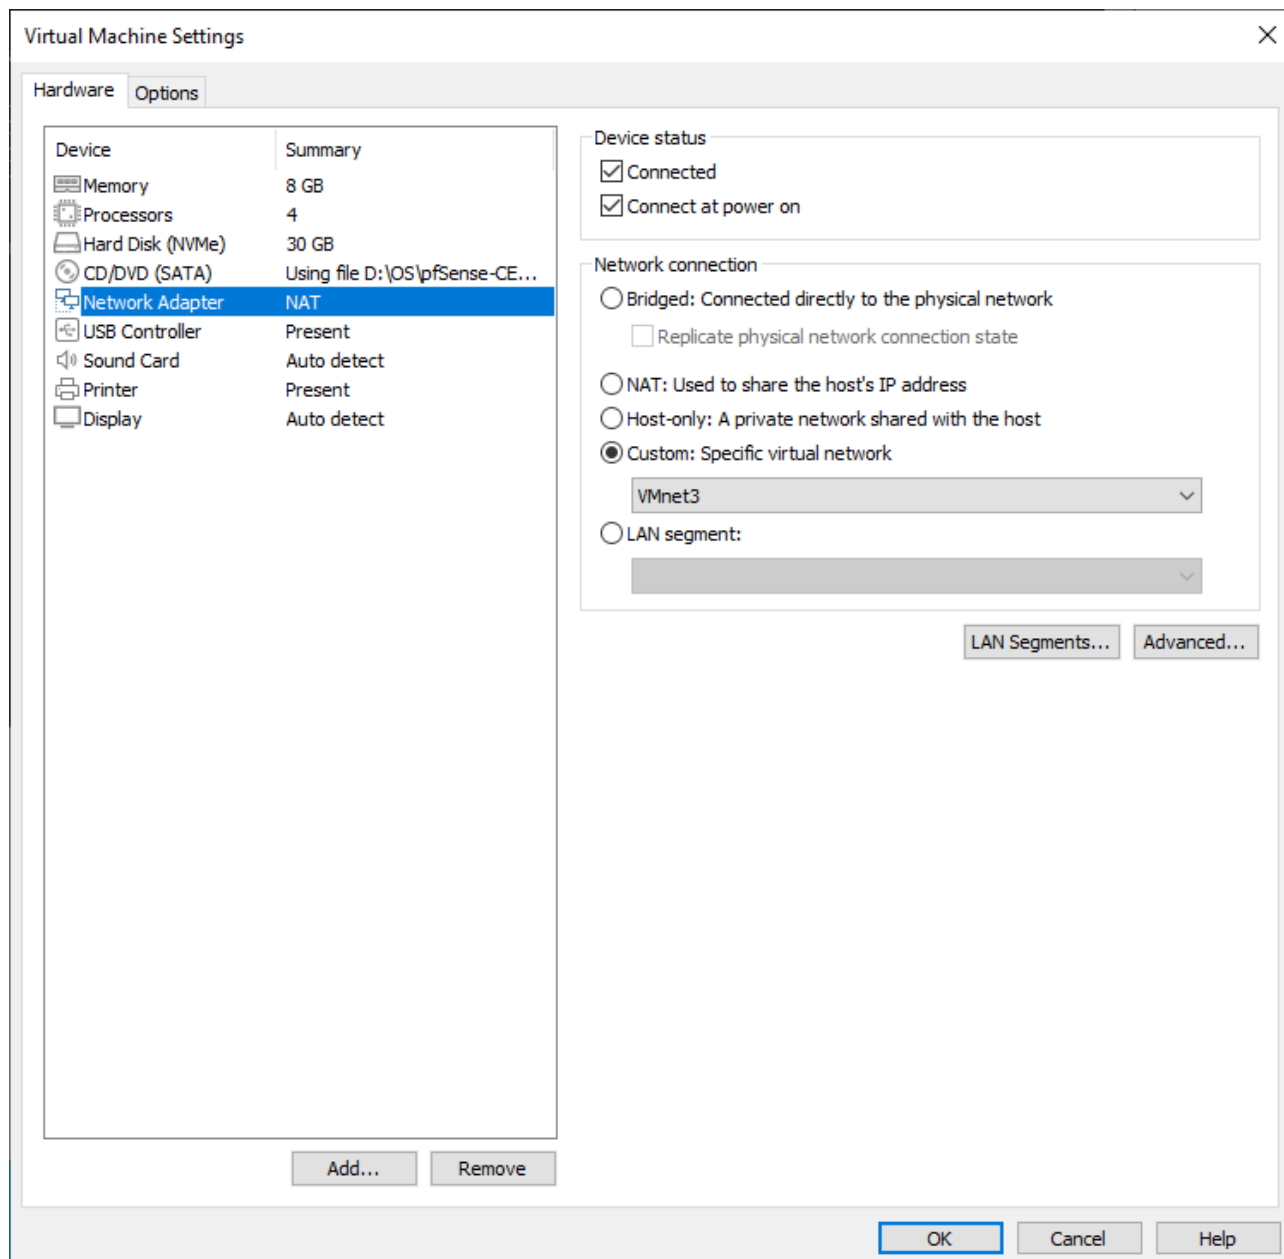 Virtual Machine Settings
Hardware
Options
Device Summary
Memory 8 GB
Processors 4
Hard Disk (NVMe) 30 GB
CD/DVD (SATA) Using file D:\OS\pfSense-CE...
Network Adapter NAT
USB Controller Present
Sound Card Auto detect
Printer Present
Display Auto detect
Add...
Remove
Device status
Connected
Connect at power on
Network connection
Bridged: Connected directly to the physical network
Replicate physical network connection state
NAT: Used to share the host's IP address
Host-only: A private network shared with the host
Custom: Specific virtual network
VMnet3
LAN segment:
LAN Segments...
Advanced...
OK
Cancel
Help